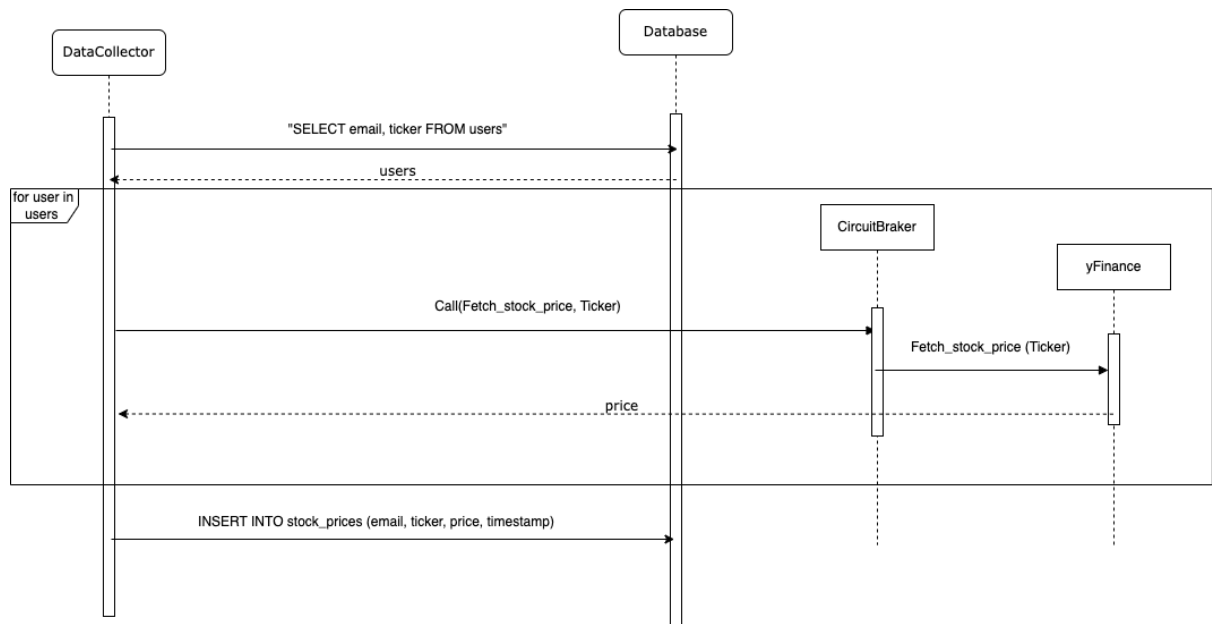 Database
DataCollector
"SELECT email, ticker FROM users"
users
for user in
users
CircuitBraker
yFinance
Call(Fetch_stock_price, Ticker)
Fetch_stock_price (Ticker)
price
INSERT INTO stock_prices (email, ticker, price, timestamp)